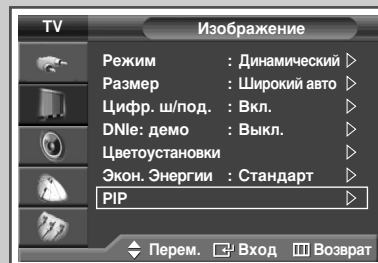 TV
Изображение
Режим : Динамический
Размер : Широкий авто
Цифр. ш/под. : Вкл.
DNIe: демо : Выкл.
Цветоустановки
Экон. Энергии : Стандарт
PIP
Перем. Вход Возврат